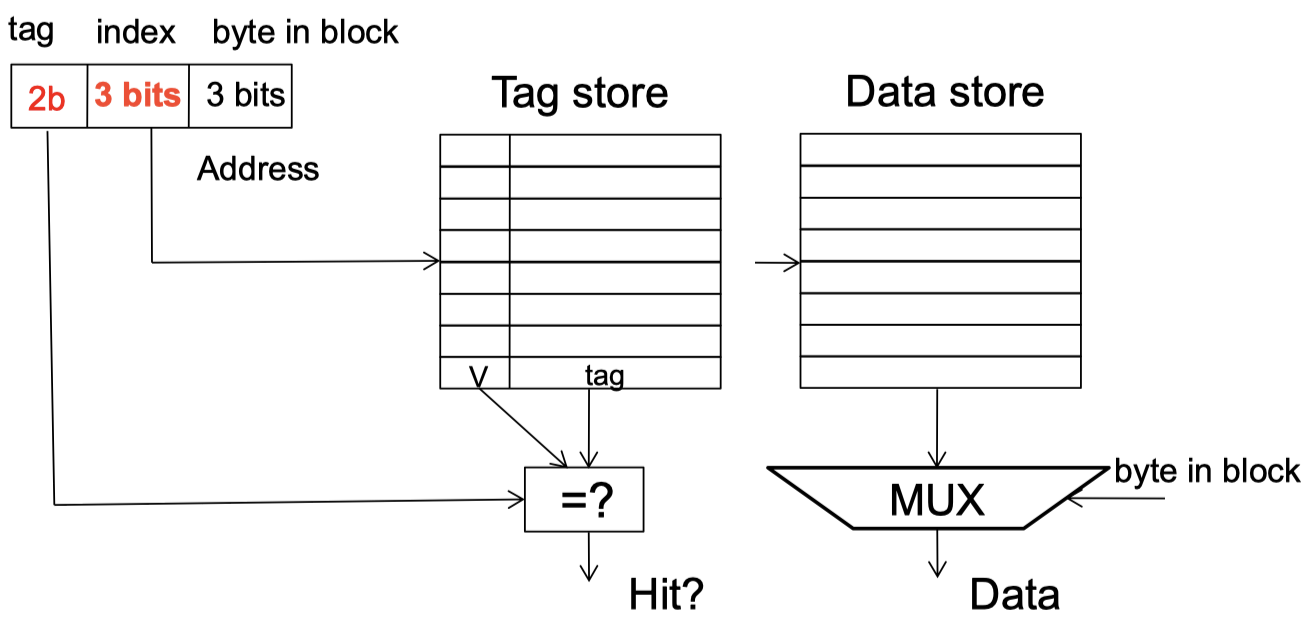 tag index byte in block
2b 3 bits 3 bits
Address
Tag store
Data store
V tag
=?
Hit?
MUX
byte in block
Data